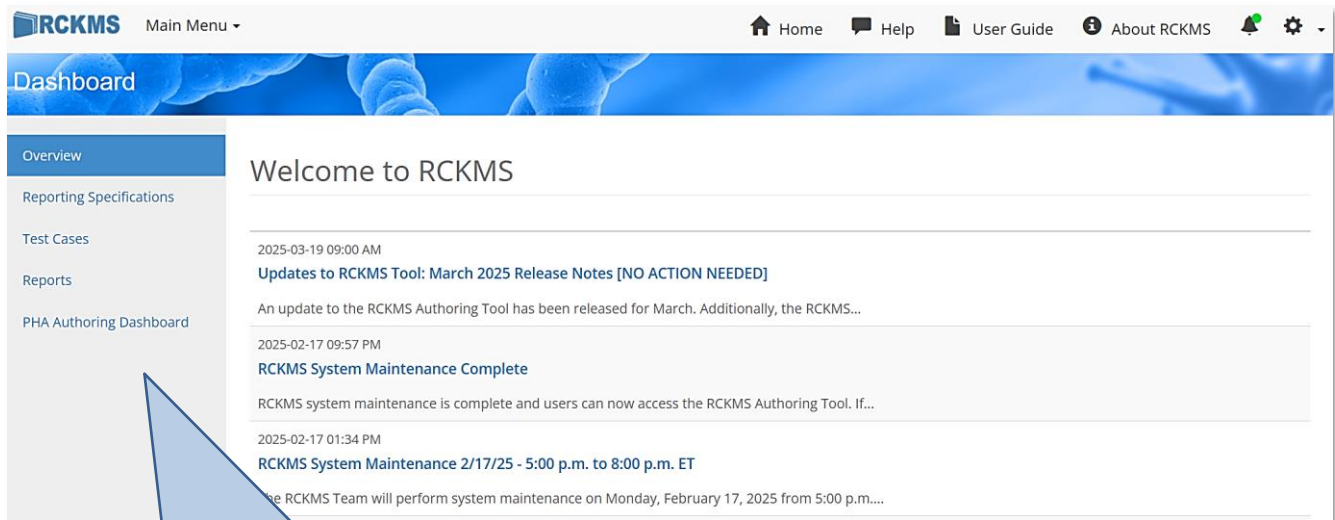 RCKMS Main Menu Home Help User Guide About RCKMS
Dashboard
Overview
Reporting Specifications
Test Cases
Reports
PHA Authoring Dashboard
Welcome to RCKMS
2025-03-19 09:00 AM
Updates to RCKMS Tool: March 2025 Release Notes [NO ACTION NEEDED]
An update to the RCKMS Authoring Tool has been released for March. Additionally, the RCKMS...
2025-02-17 09:57 PM
RCKMS System Maintenance Complete
RCKMS system maintenance is complete and users can now access the RCKMS Authoring Tool. If...
2025-02-17 01:34 PM
RCKMS System Maintenance 2/17/25 - 5:00 p.m. to 8:00 p.m. ET
he RCKMS Team will perform system maintenance on Monday, February 17, 2025 from 5:00 p.m....